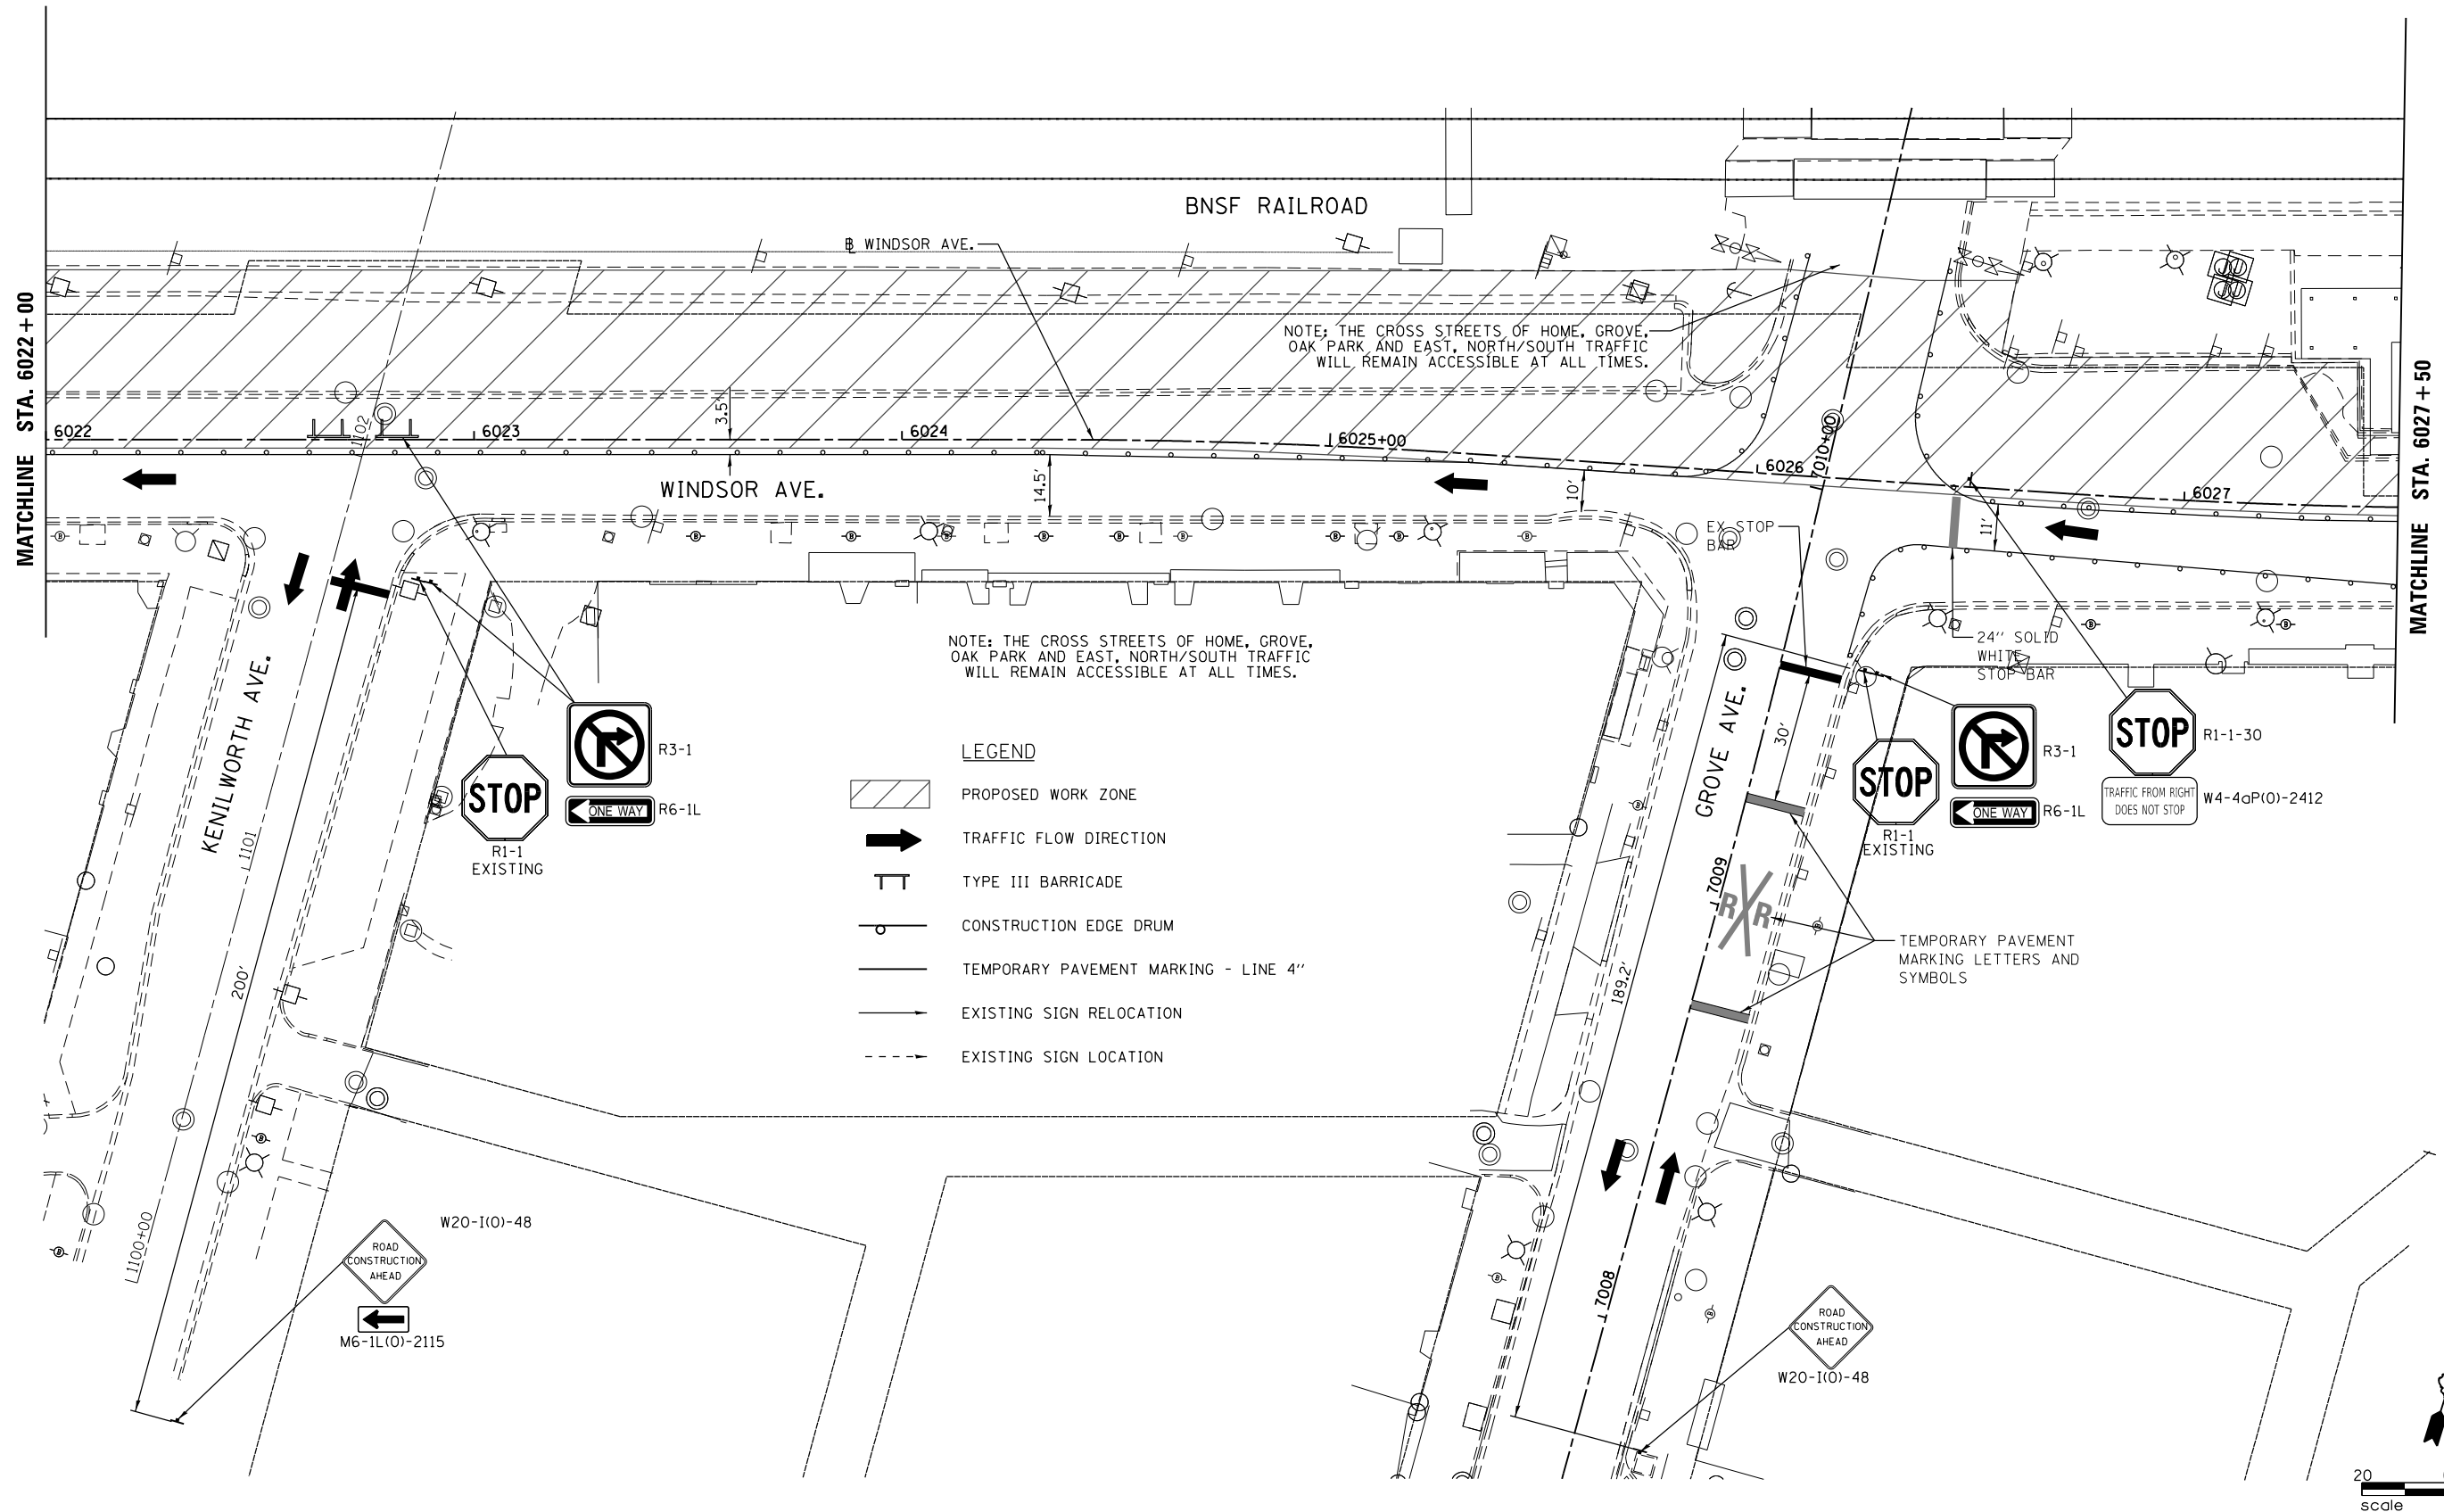 BNSF RAILROAD
B WINDSOR AVE.
MATCHLINE STA. 6022+00
NOTE: THE CROSS STREETS OF HOME, GROVE,
OAK PARK AND EAST, NORTH/SOUTH TRAFFIC
WILL REMAIN ACCESSIBLE AT ALL TIMES.
MATCHLINE STA. 6027+50
6022
1102
6023
3.5'
6024
6025+00
6026
7010+00
6027
WINDSOR AVE.
14.5'
10'
11'
EX STOP
BAR
24" SOLID
WHITE
STOP BAR
NOTE: THE CROSS STREETS OF HOME, GROVE,
OAK PARK AND EAST, NORTH/SOUTH TRAFFIC
WILL REMAIN ACCESSIBLE AT ALL TIMES.
KENILWORTH AVE.
1101
200'
1100+00
STOP
R1-1
EXISTING
R3-1
ONE WAY
R6-1L
LEGEND
PROPOSED WORK ZONE
TRAFFIC FLOW DIRECTION
TYPE III BARRICADE
CONSTRUCTION EDGE DRUM
TEMPORARY PAVEMENT MARKING - LINE 4"
EXISTING SIGN RELOCATION
EXISTING SIGN LOCATION
GROVE AVE.
30'
7009
R R
189.2'
7008
STOP
R1-1
EXISTING
R3-1
ONE WAY
R6-1L
STOP
R1-1-30
TRAFFIC FROM RIGHT
DOES NOT STOP
W4-4aP(O)-2412
TEMPORARY PAVEMENT
MARKING LETTERS AND
SYMBOLS
W20-I(O)-48
ROAD
CONSTRUCTION
AHEAD
M6-1L(O)-2115
ROAD
CONSTRUCTION
AHEAD
W20-I(O)-48
20
scale